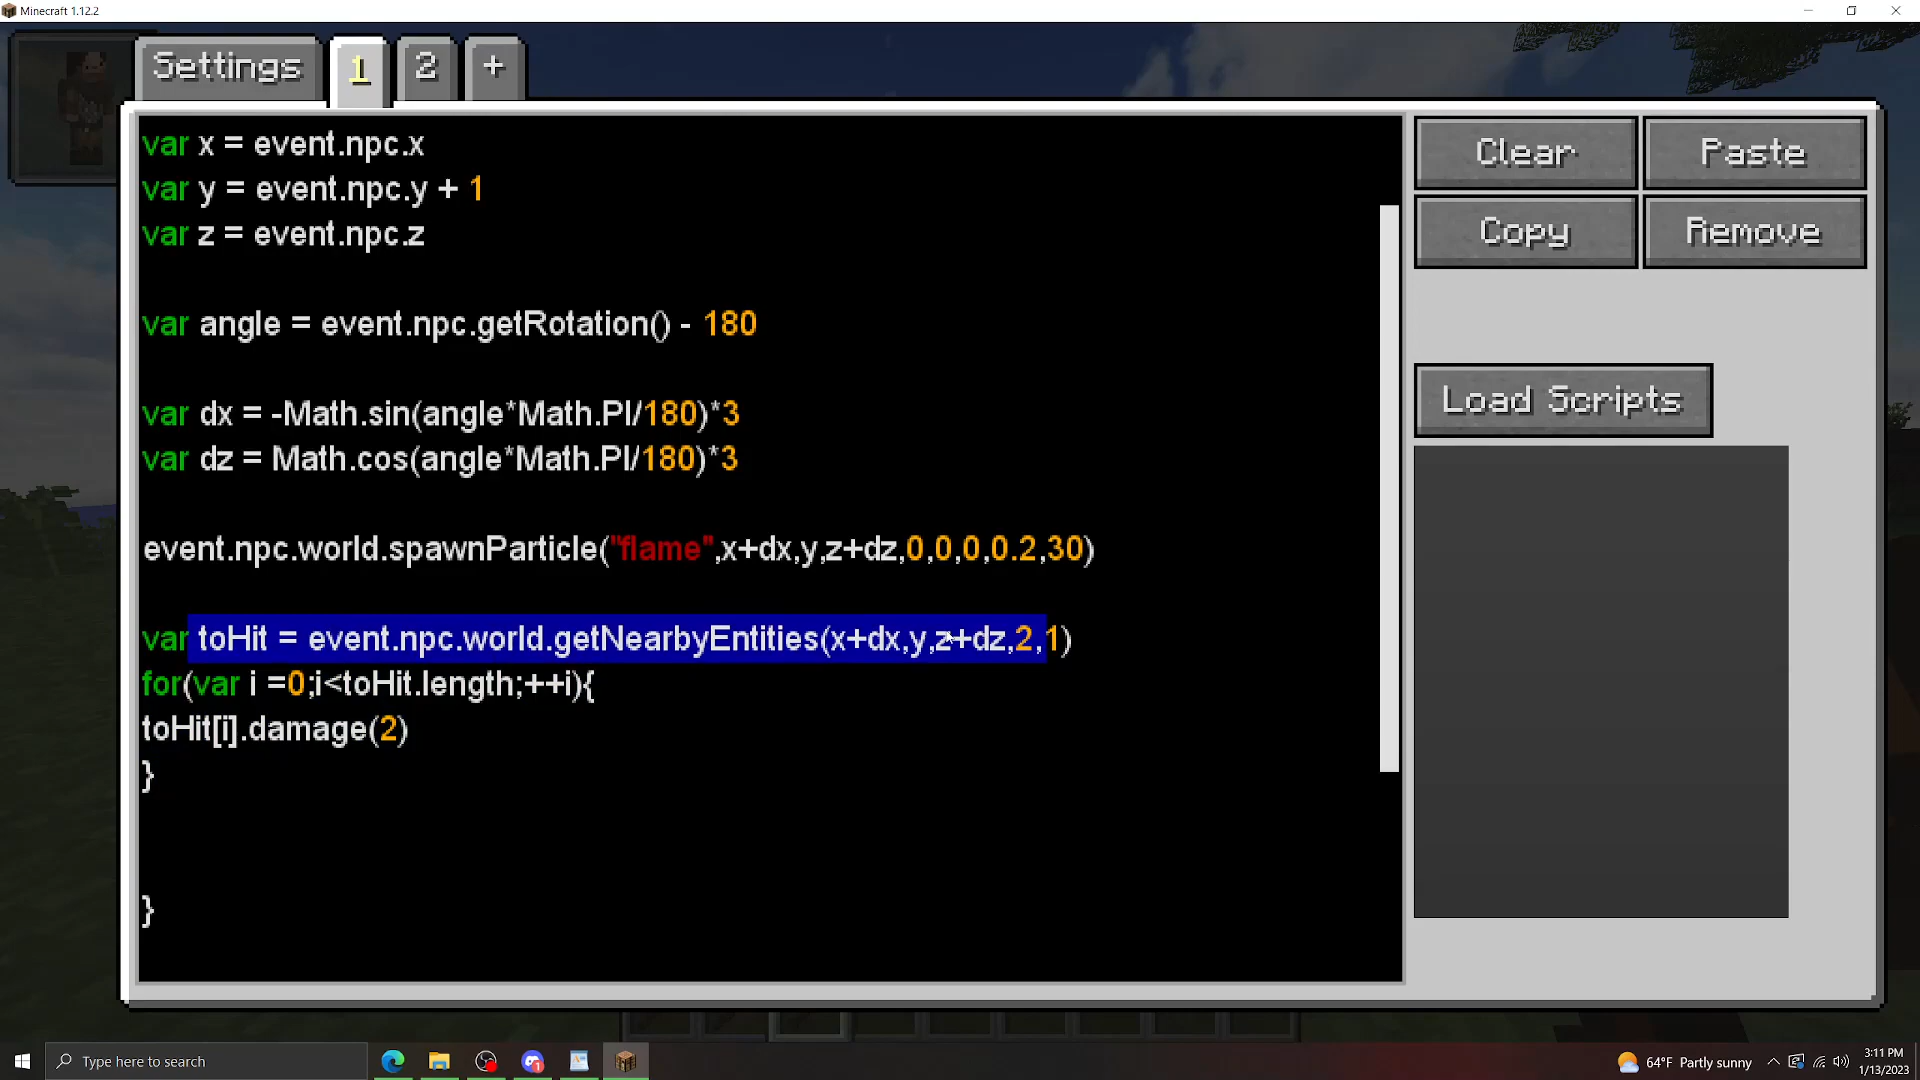 Minecraft 1.12.2
Settings
1
2
+
var x = event.npc.x
var y = event.npc.y + 1
var z = event.npc.z
var angle = event.npc.getRotation() - 180
var dx = -Math.sin(angle*Math.PI/180)*3
var dz = Math.cos(angle*Math.PI/180)*3
event.npc.world.spawnParticle("flame",x+dx,y,z+dz,0,0,0,0.2,30)
var toHit = event.npc.world.getNearbyEntities(x+dx,y,z+dz,2,1)
for(var i =0;i<toHit.length;++i){
toHit[i].damage(2)
}
}
Clear
Paste
Copy
Remove
Load Scripts
Type here to search
64°F Partly sunny
3:11 PM
1/13/2023